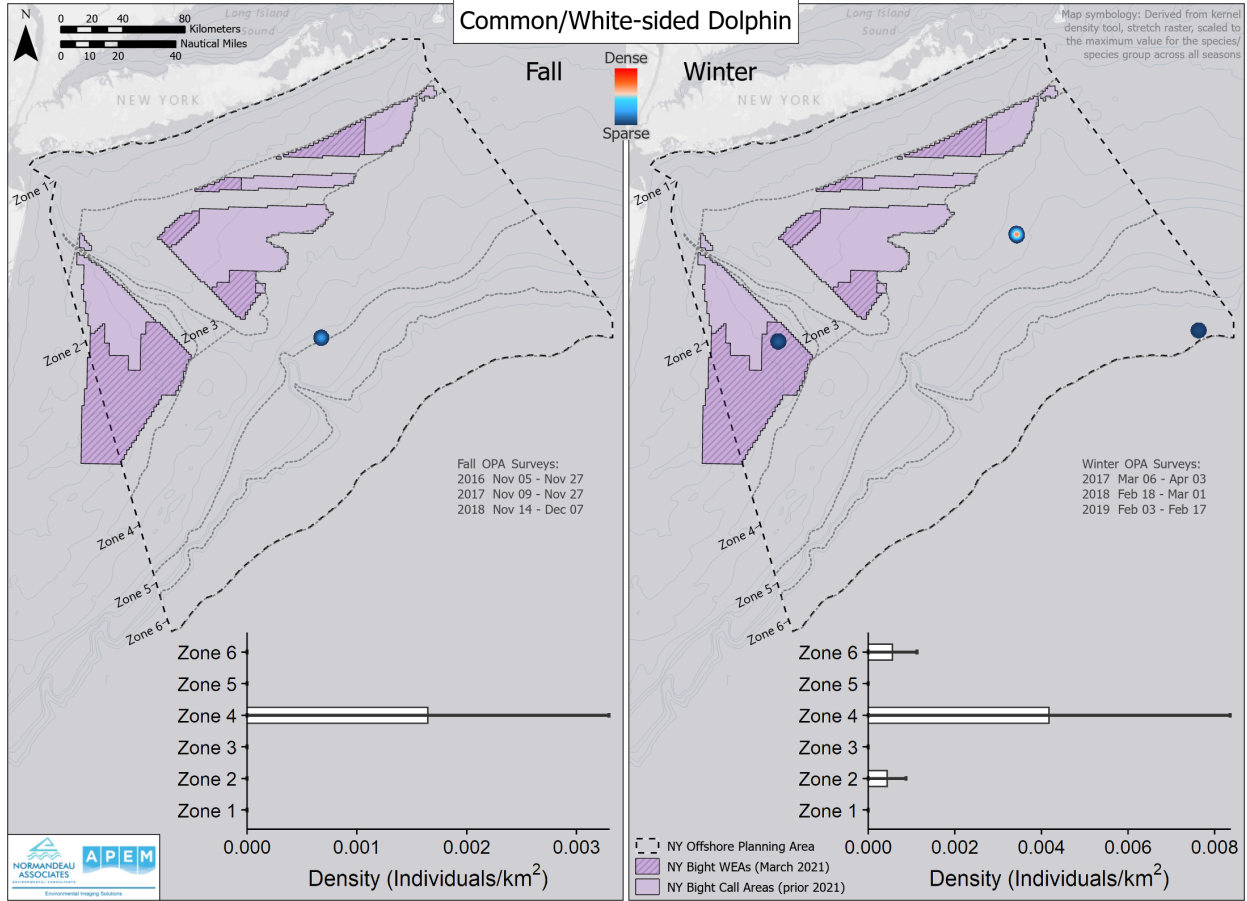 Common/White-sided Dolphin
N
0 20 40 80
Kilometers
Nautical Miles
0 10 20 40
Long Island
Sound
NEW YORK
Fall
Dense
Sparse
Winter
Long Island
Sound
NEW YORK
Map symbology: Derived from kernel
density tool, stretch raster, scaled to
the maximum value for the species/
species group across all seasons
Zone 1
Zone 2
Zone 3
Zone 4
Zone 5
Zone 6
Fall OPA Surveys:
2016 Nov 05 - Nov 27
2017 Nov 09 - Nov 27
2018 Nov 14 - Dec 07
Zone 1
Zone 2
Zone 3
Zone 4
Zone 5
Zone 6
Winter OPA Surveys:
2017 Mar 06 - Apr 03
2018 Feb 18 - Mar 01
2019 Feb 03 - Feb 17
Zone 6
Zone 5
Zone 4
Zone 3
Zone 2
Zone 1
0.000 0.001 0.002 0.003
Density (Individuals/km²)
Zone 6
Zone 5
Zone 4
Zone 3
Zone 2
Zone 1
0.000 0.002 0.004 0.006 0.008
Density (Individuals/km²)
NORMANDEAU
ASSOCIATES
ENVIRONMENTAL CONSULTANTS
APEM
Environmental Imaging Solutions
NY Offshore Planning Area
NY Bight WEAs (March 2021)
NY Bight Call Areas (prior 2021)